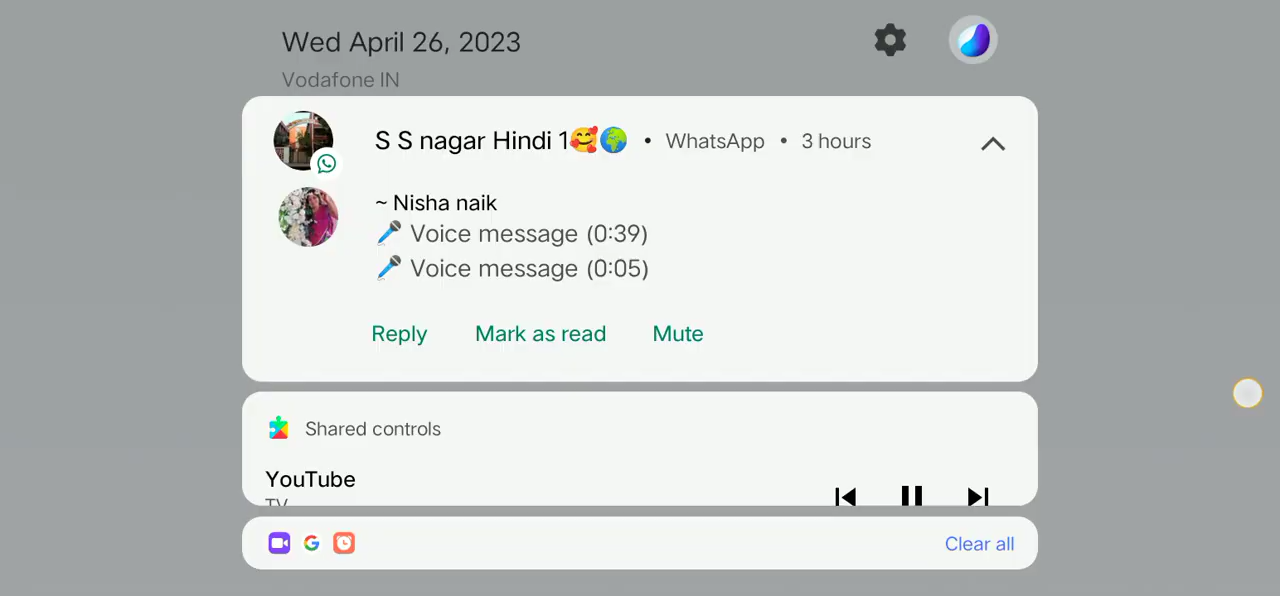 Wed April 26, 2023
Vodafone IN
S S nagar Hindi 1🥰🌍 • WhatsApp • 3 hours
~ Nisha naik
🎤 Voice message (0:39)
🎤 Voice message (0:05)
Reply Mark as read Mute
Shared controls
YouTube
TV
Clear all